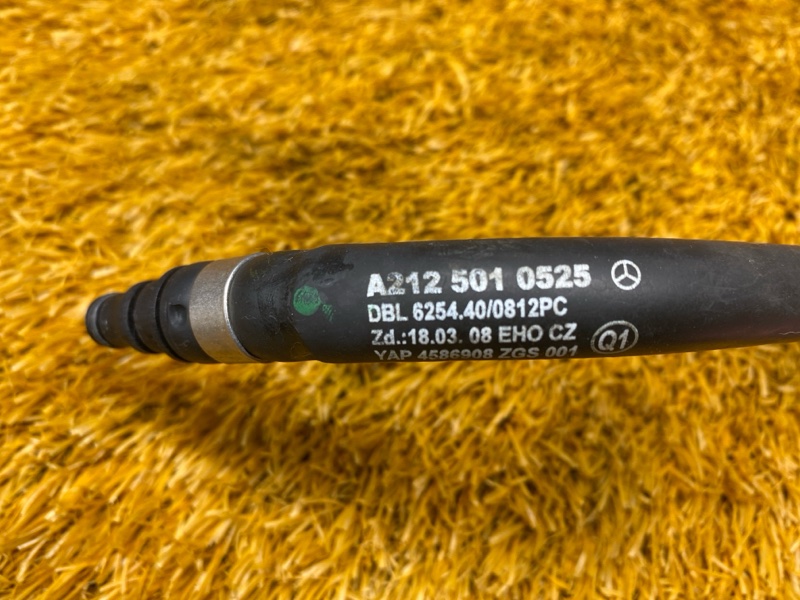 A212 501 0525
DBL 6254.40/0812PC
Zd.:18.03. 08 EHO CZ
Q1
YAP 4586908 ZGS 001